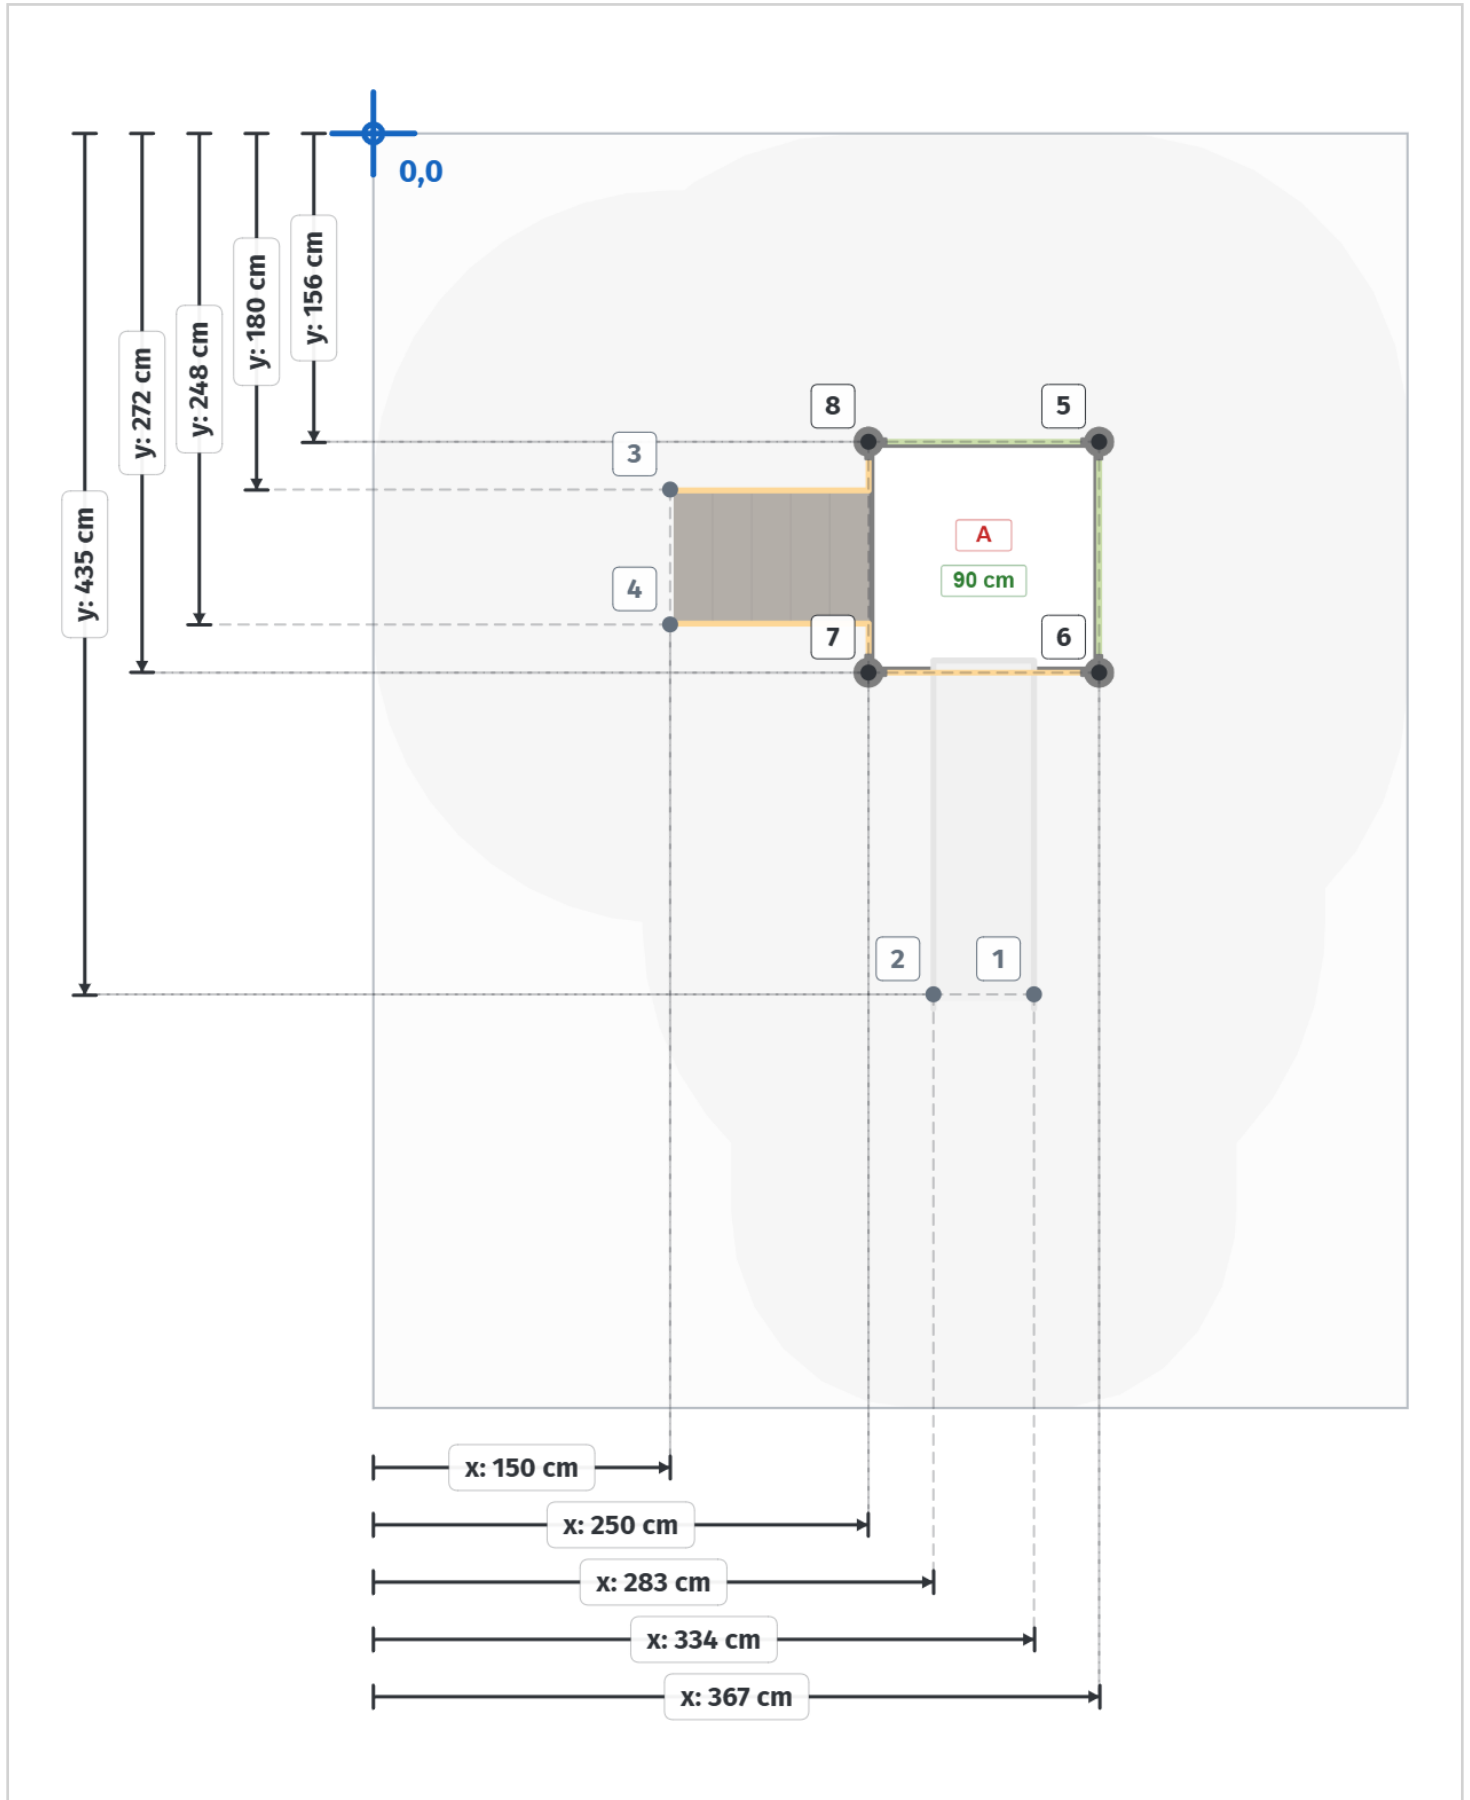 0,0
y: 156 cm
y: 180 cm
y: 248 cm
y: 272 cm
y: 435 cm
8
5
3
A
4
90 cm
7
6
2
1
x: 150 cm
x: 250 cm
x: 283 cm
x: 334 cm
x: 367 cm